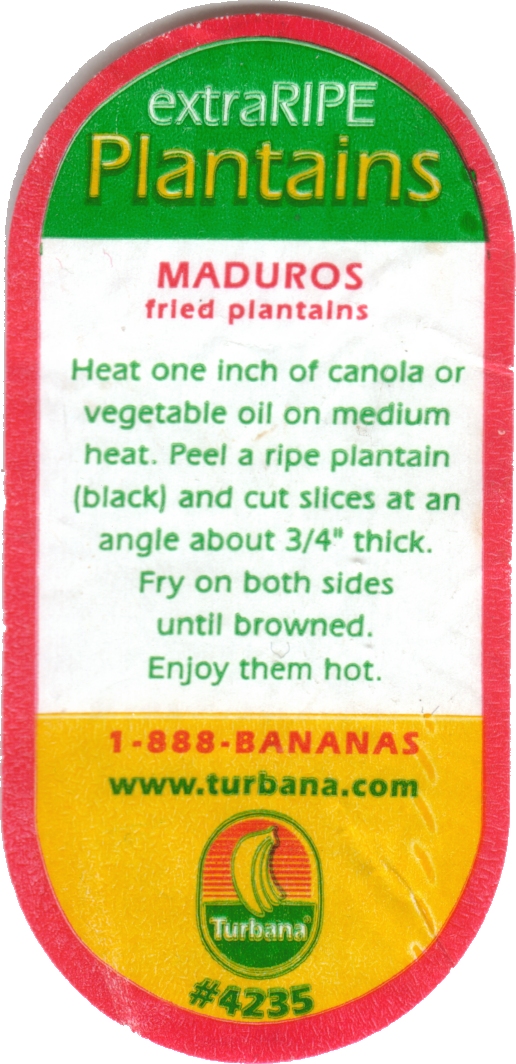 extraRIPE
Plantains
MADUROS
fried plantains
Heat one inch of canola or
vegetable oil on medium
heat. Peel a ripe plantain
(black) and cut slices at an
angle about 3/4" thick.
Fry on both sides
until browned.
Enjoy them hot.
1-888-BANANAS
www.turbana.com
Turbana®
#4235